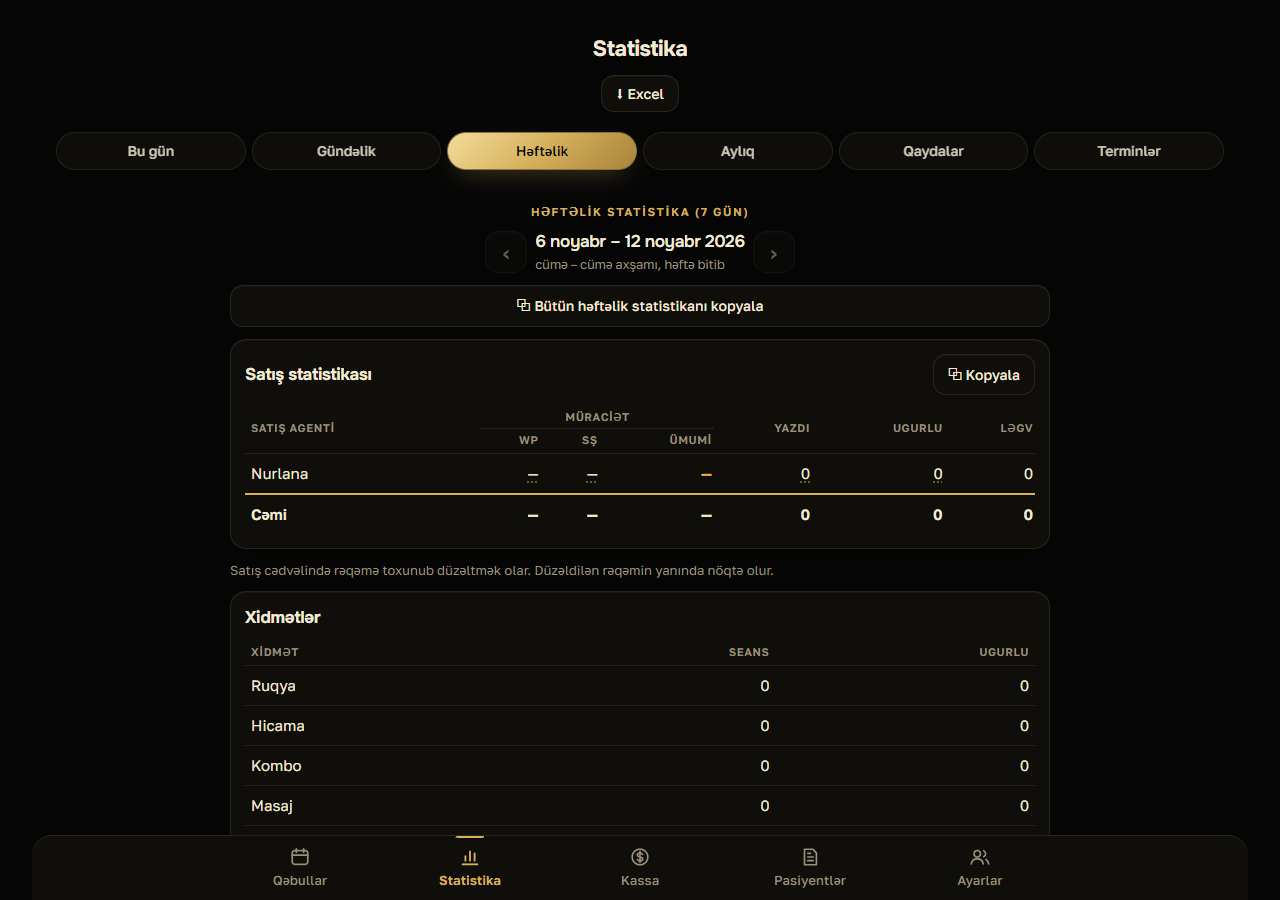 Statistika
⭳ Excel
Bu gün
Gündəlik
Həftəlik
Aylıq
Qaydalar
Terminlər
HƏFTƏLİK STATİSTİKA (7 GÜN)
‹ 6 noyabr – 12 noyabr 2026 ›
cümə – cümə axşamı, həftə bitib
⿻ Bütün həftəlik statistikanı kopyala
Satış statistikası
⿻ Kopyala
SATIŞ AGENTİ MÜRACİƏT YAZDI UGURLU LƏGV
WP SŞ ÜMUMİ
Nurlana — — — 0 0 0
Cəmi — — — 0 0 0
Satış cədvəlində rəqəmə toxunub düzəltmək olar. Düzəldilən rəqəmin yanında nöqtə olur.
Xidmətlər
XİDMƏT SEANS UGURLU
Ruqya 0 0
Hicama 0 0
Kombo 0 0
Masaj 0 0
Qəbullar
Statistika
Kassa
Pasiyentlər
Ayarlar